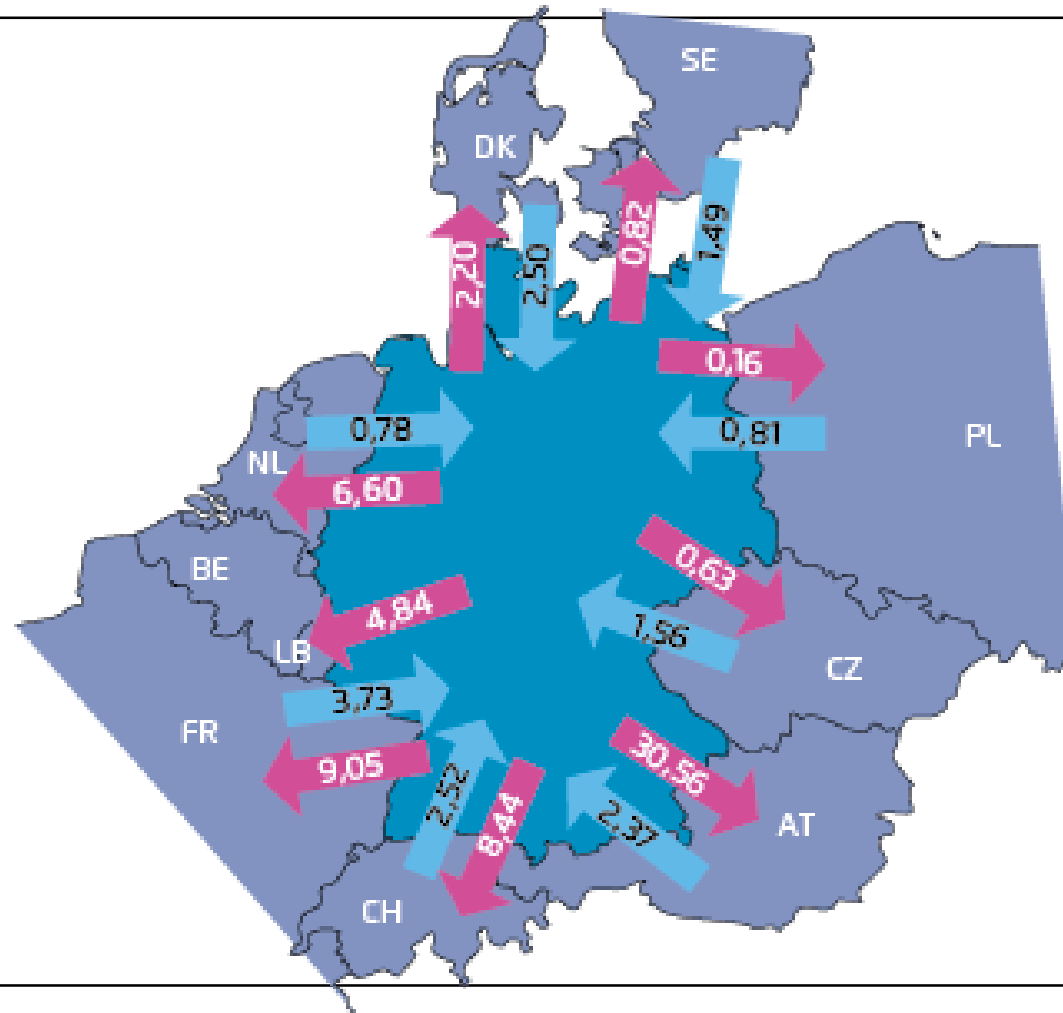 SE
DK
0,82
1,49
2,20
2,50
0,16
0,78
0,81
PL
NL
6,60
BE
0,63
4,84
1,56
LB
CZ
3,73
FR
30,56
9,05
2,52
8,44
2,37
AT
CH